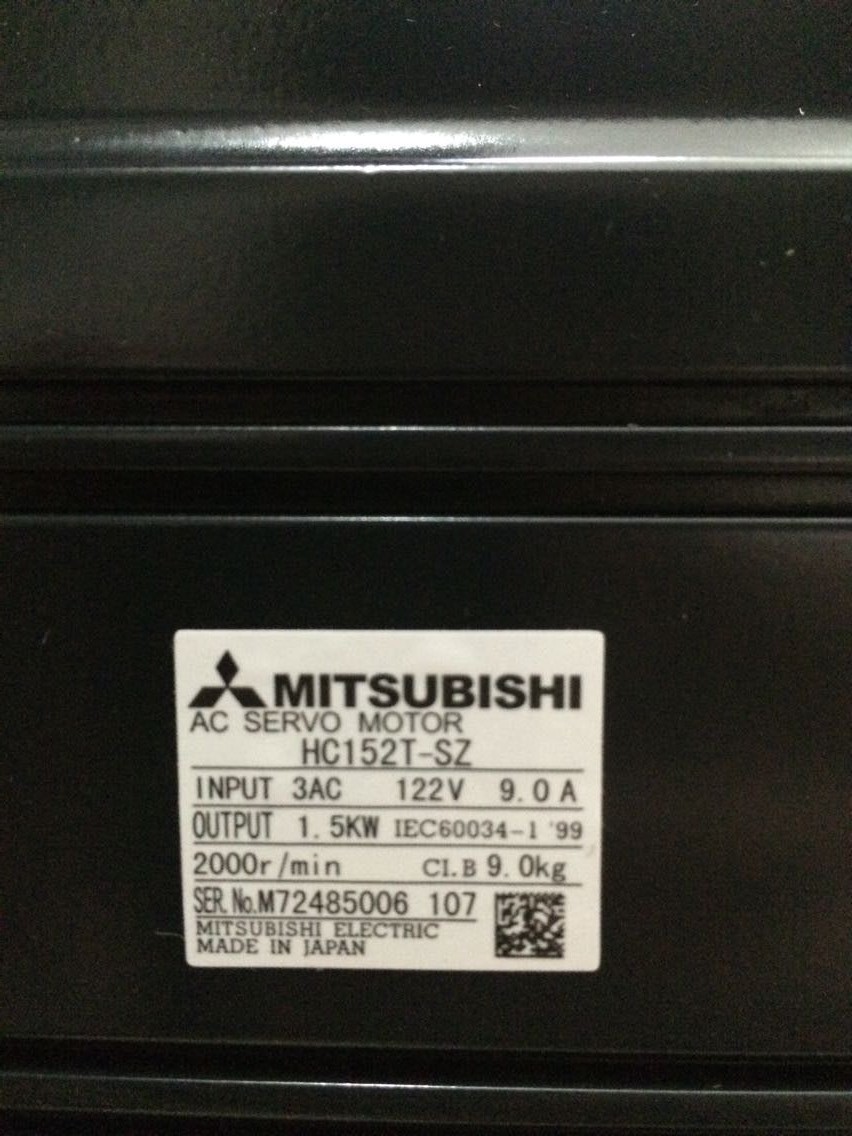 MITSUBISHI
AC SERVO MOTOR
HC152T-SZ
INPUT 3AC 122V 9.0 A
OUTPUT 1.5KW IEC60034-1 '99
2000r/min CI.B 9.0kg
SER.No.M72485006 107
MITSUBISHI ELECTRIC
MADE IN JAPAN